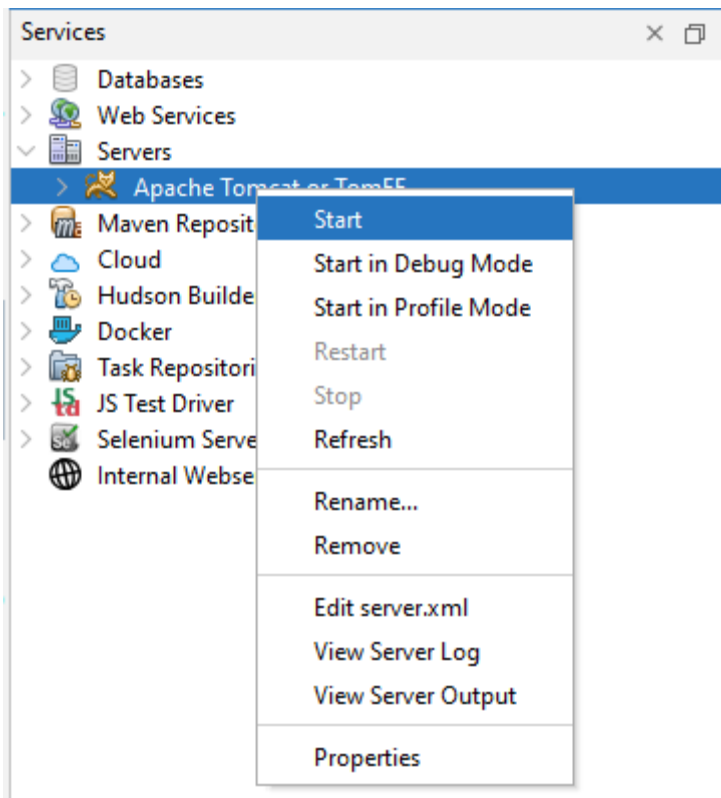 Services
Databases
Web Services
Servers
Apache Tomcat or TomEE
Start
Maven Reposit
Start in Debug Mode
Cloud
Hudson Builde
Start in Profile Mode
Docker
Restart
Task Repositori
Stop
JS Test Driver
Selenium Serve
Refresh
Internal Webse
Rename...
Remove
Edit server.xml
View Server Log
View Server Output
Properties